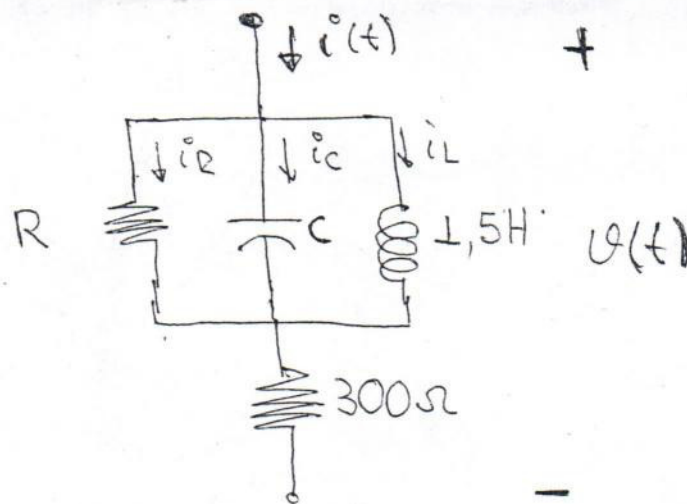 i(t)
+
iR
iC
iL
R
C
1,5H
v(t)
300Ω
-